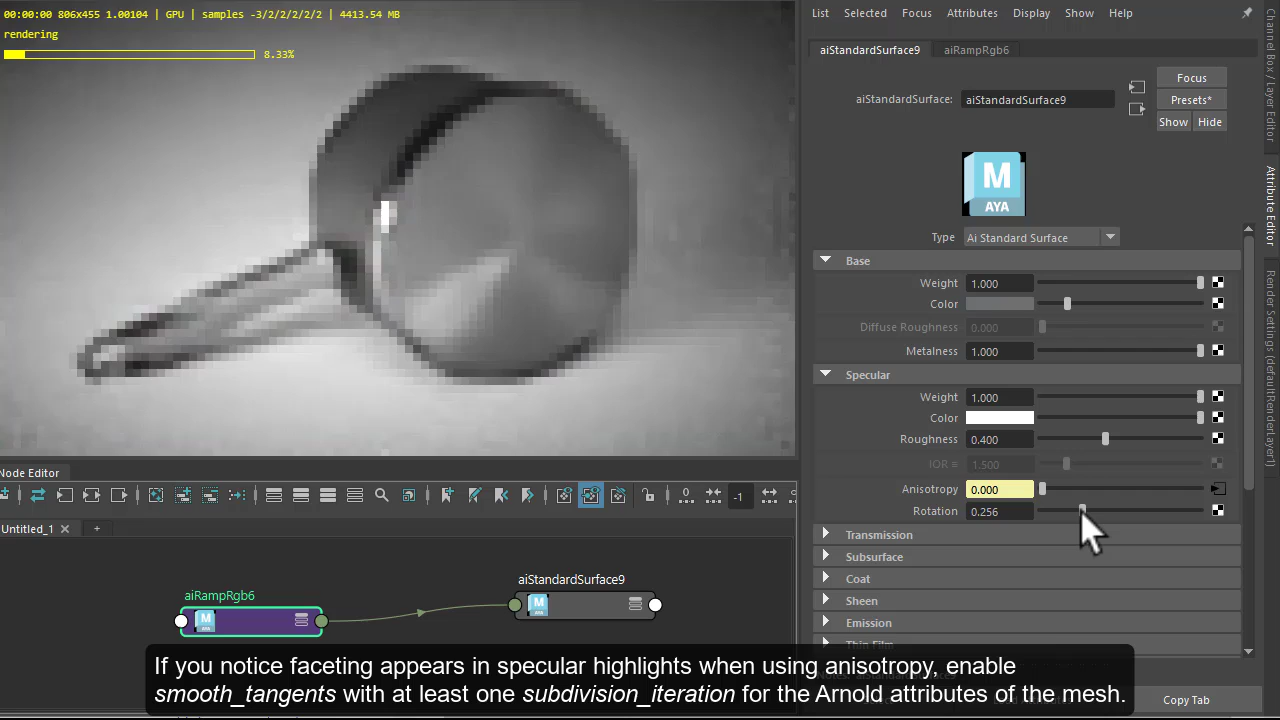 00:00:00 806x455 1.00104 | GPU | samples -3/2/2/2/2/2 | 4413.54 MB
rendering
8.33%
List Selected Focus Attributes Display Show Help
aiStandardSurface9 aiRampRgb6
aiStandardSurface: aiStandardSurface9
Focus
Presets*
Show Hide
M
AYA
Type Ai Standard Surface
Base
Weight 1.000
Color
Diffuse Roughness 0.000
Metalness 1.000
Specular
Weight 1.000
Color
Roughness 0.400
IOR = 1.500
Anisotropy 0.000
Rotation 0.256
Transmission
Subsurface
Coat
Sheen
Emission
Thin Film
Copy Tab
Channel Box / Layer Editor
Attribute Editor
Render Settings (defaultRenderLayer1)
Node Editor
-1
Untitled_1
aiRampRgb6
M
aiStandardSurface9
M
If you notice faceting appears in specular highlights when using anisotropy, enable
smooth_tangents with at least one subdivision_iteration for the Arnold attributes of the mesh.